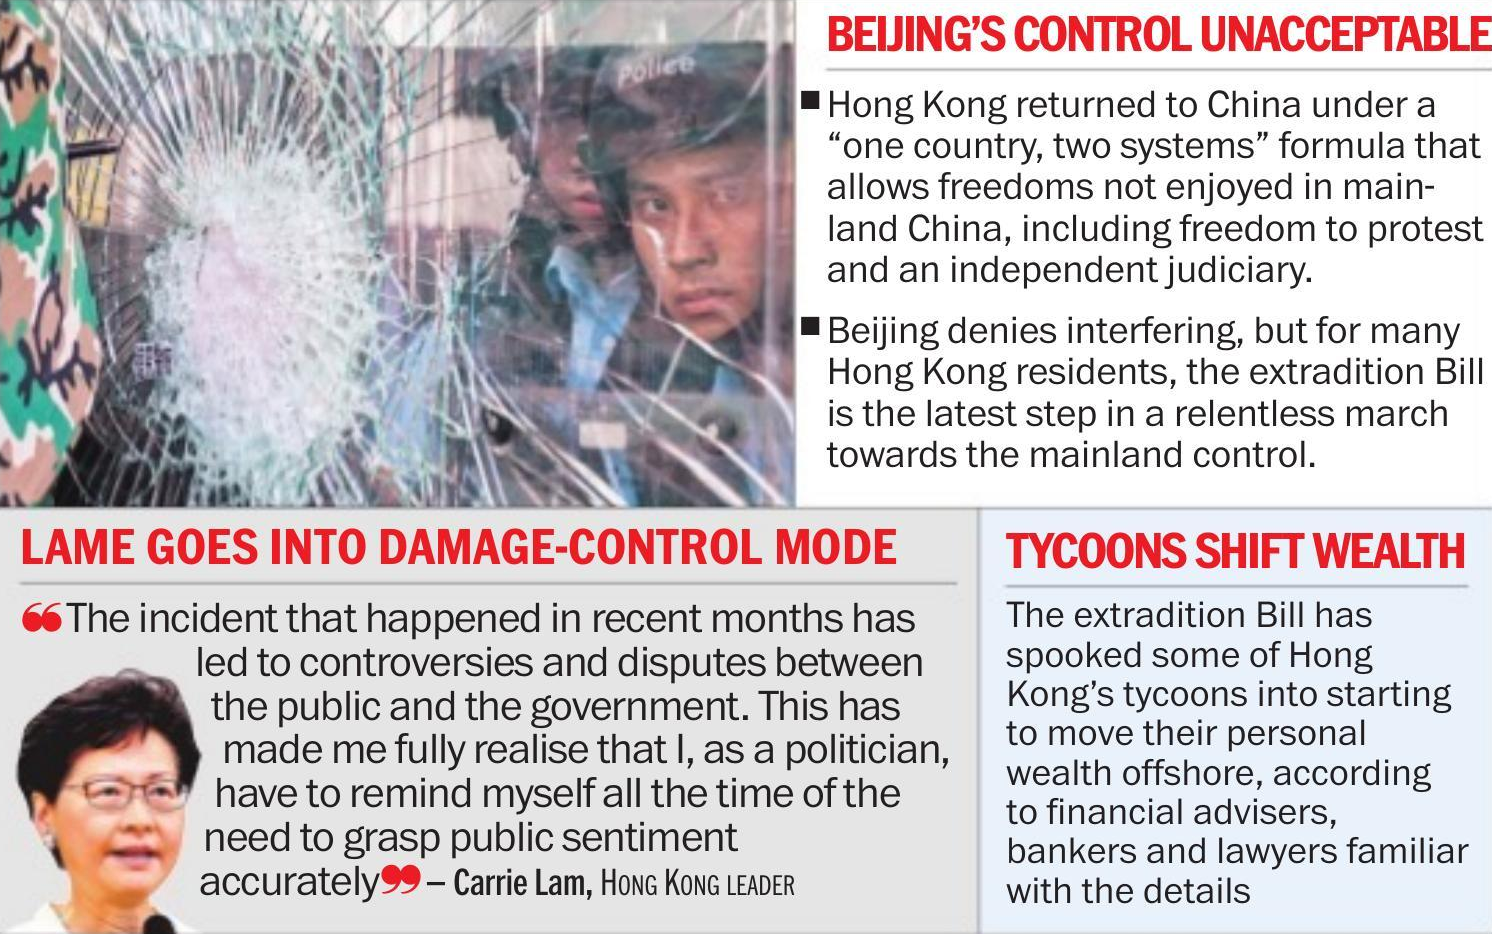 Police
BEIJING'S CONTROL UNACCEPTABLE
■ Hong Kong returned to China under a
“one country, two systems” formula that
allows freedoms not enjoyed in main-
land China, including freedom to protest
and an independent judiciary.
■ Beijing denies interfering, but for many
Hong Kong residents, the extradition Bill
is the latest step in a relentless march
towards the mainland control.
LAME GOES INTO DAMAGE-CONTROL MODE
“The incident that happened in recent months has
led to controversies and disputes between
the public and the government. This has
made me fully realise that I, as a politician,
have to remind myself all the time of the
need to grasp public sentiment
accurately” – Carrie Lam, HONG KONG LEADER
TYCOONS SHIFT WEALTH
The extradition Bill has
spooked some of Hong
Kong's tycoons into starting
to move their personal
wealth offshore, according
to financial advisers,
bankers and lawyers familiar
with the details